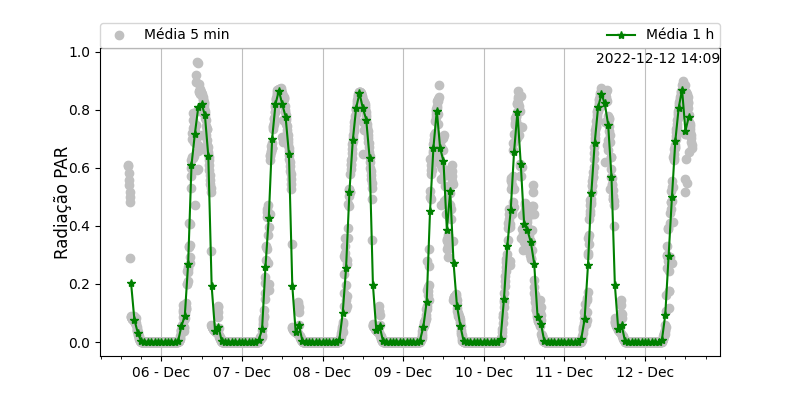 Média 5 min
Média 1 h
2022-12-12 14:09
Radiação PAR
1.0
0.8
0.6
0.4
0.2
0.0
06 - Dec
07 - Dec
08 - Dec
09 - Dec
10 - Dec
11 - Dec
12 - Dec